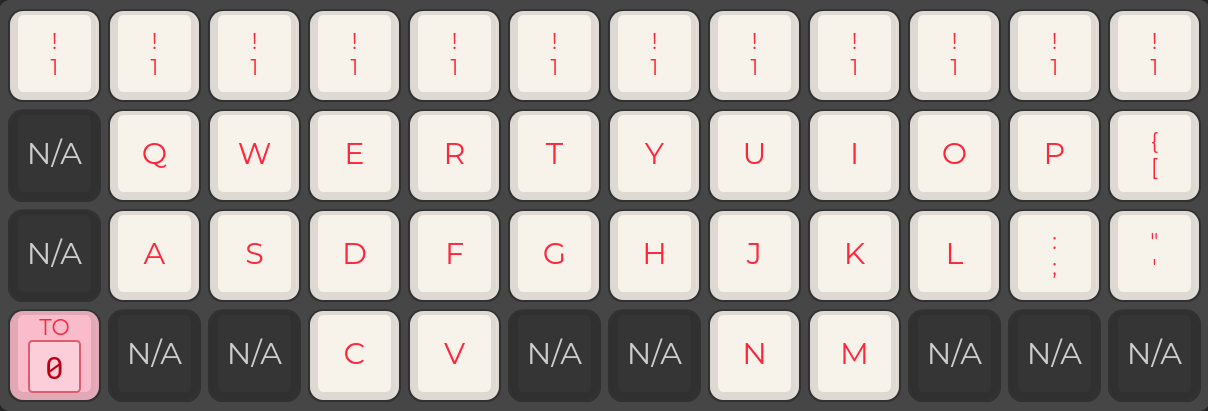 ! ! ! ! ! ! ! ! ! ! ! !
1 1 1 1 1 1 1 1 1 1 1 1
N/A Q W E R T Y U I O P {
[
N/A A S D F G H J K L : "
; '
TO
0 N/A N/A C V N/A N/A N M N/A N/A N/A